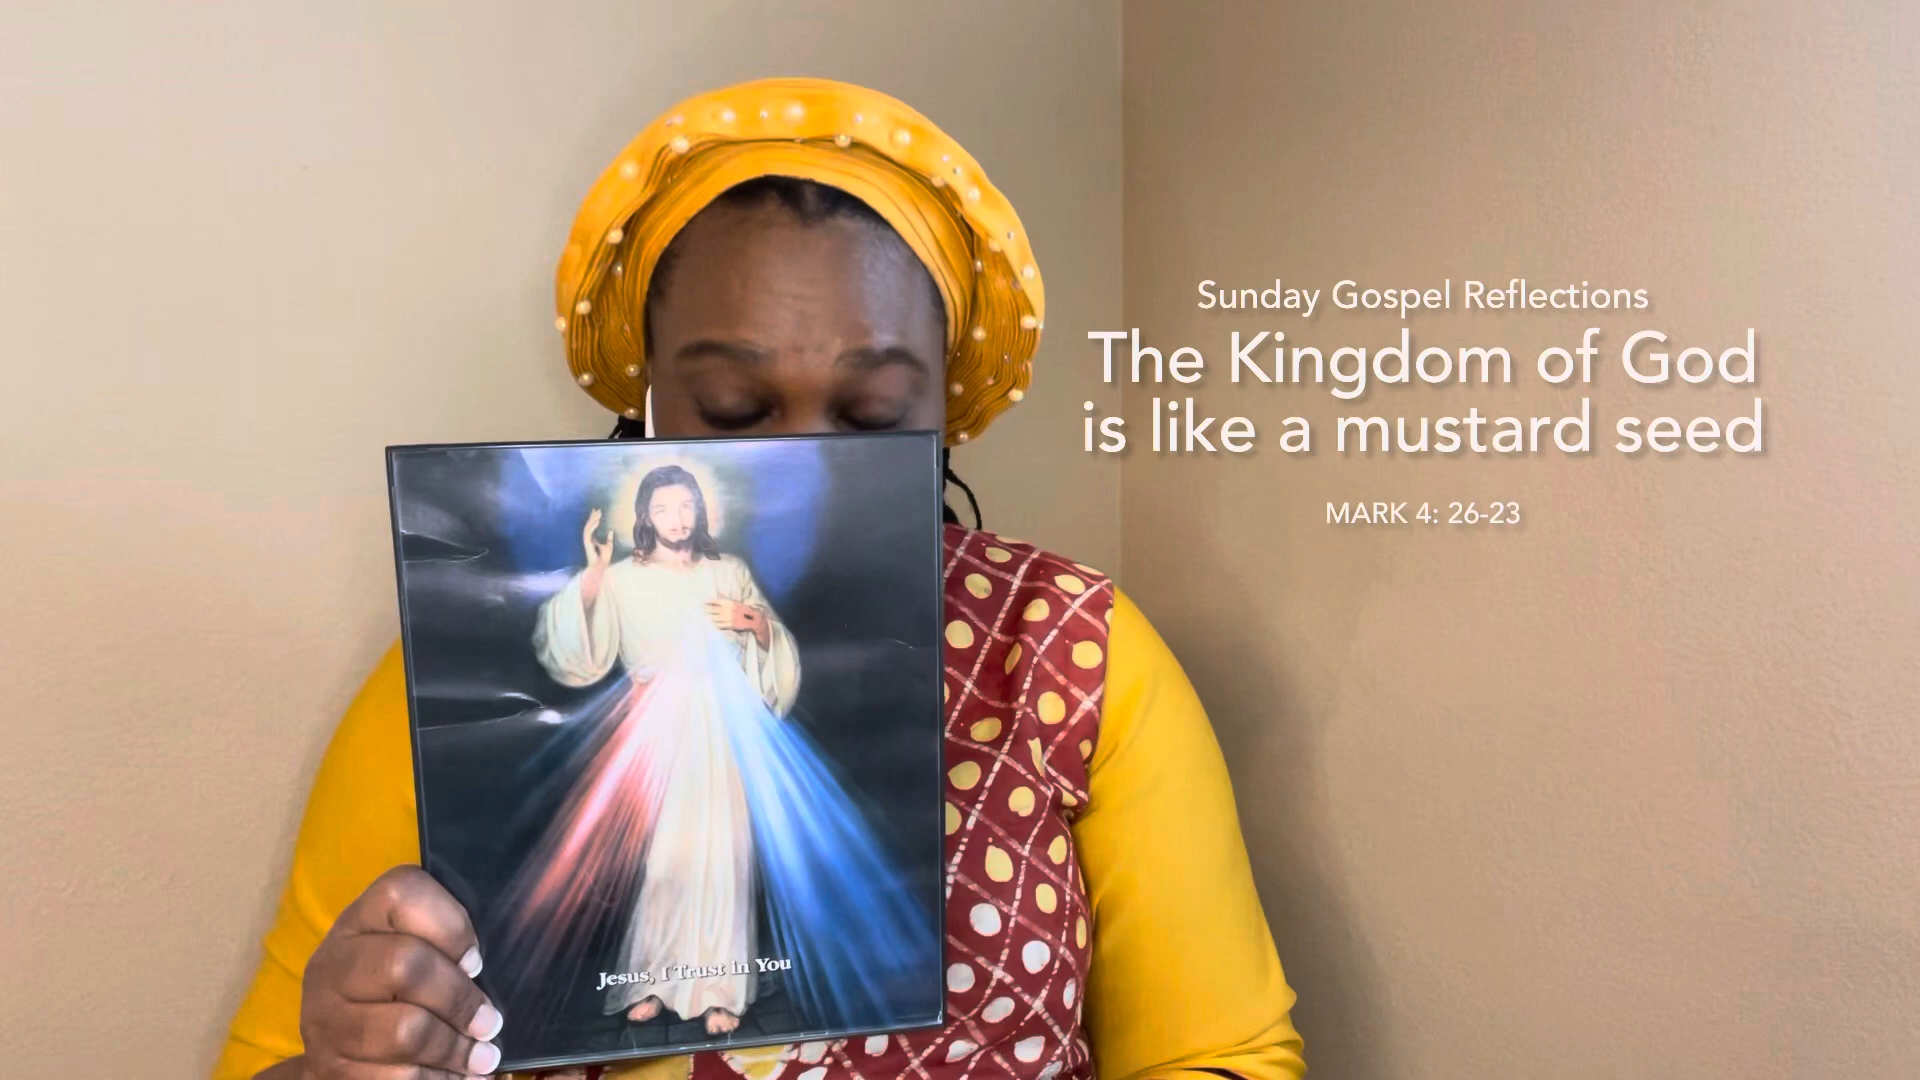 Sunday Gospel Reflections
The Kingdom of God
is like a mustard seed
MARK 4: 26-23
Jesus, I Trust in You